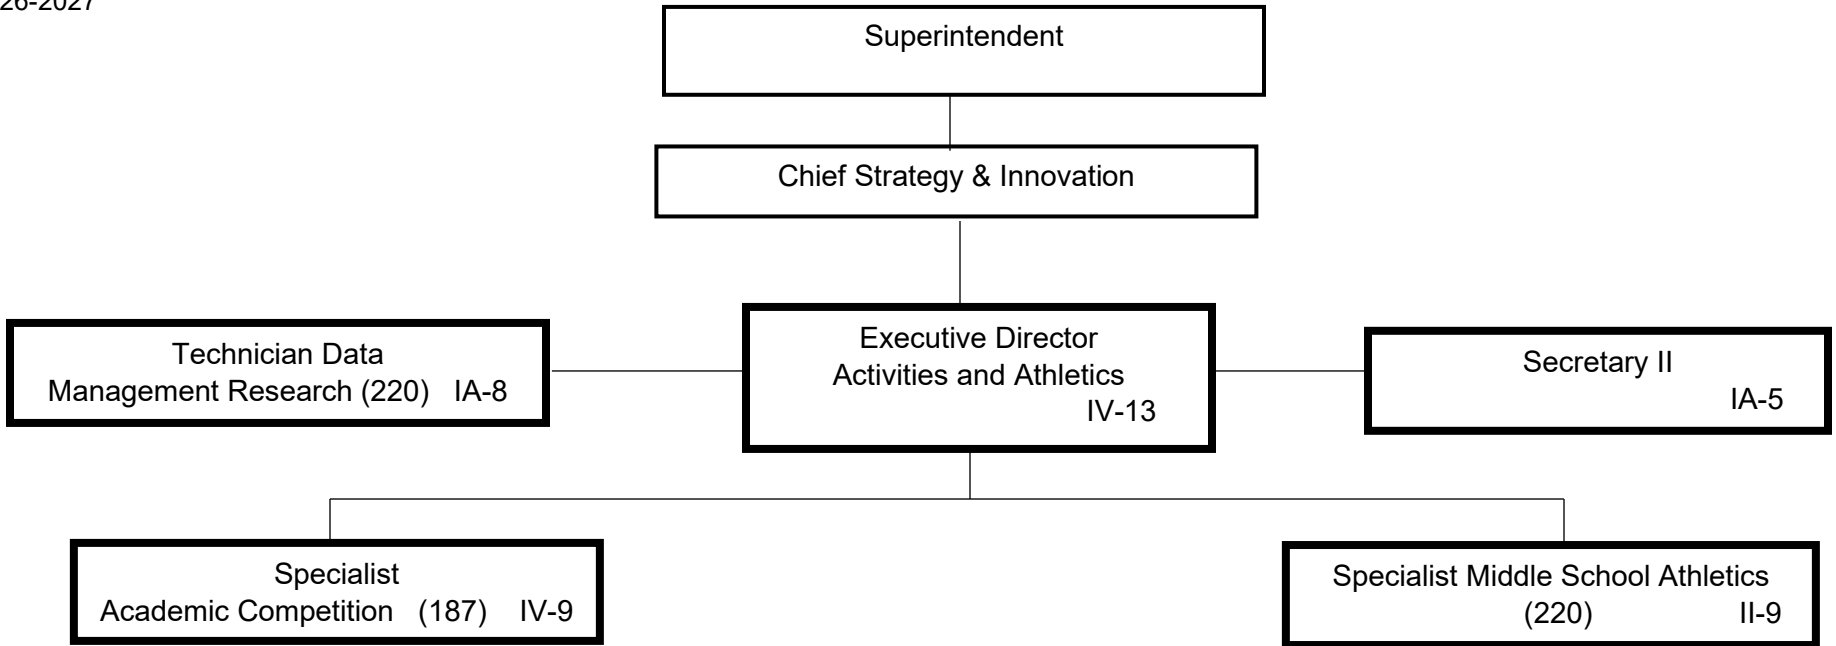 26-2027
Superintendent
Chief Strategy & Innovation
Technician Data
Management Research (220) IA-8
Executive Director
Activities and Athletics
IV-13
Secretary II
IA-5
Specialist
Academic Competition (187) IV-9
Specialist Middle School Athletics
(220) II-9